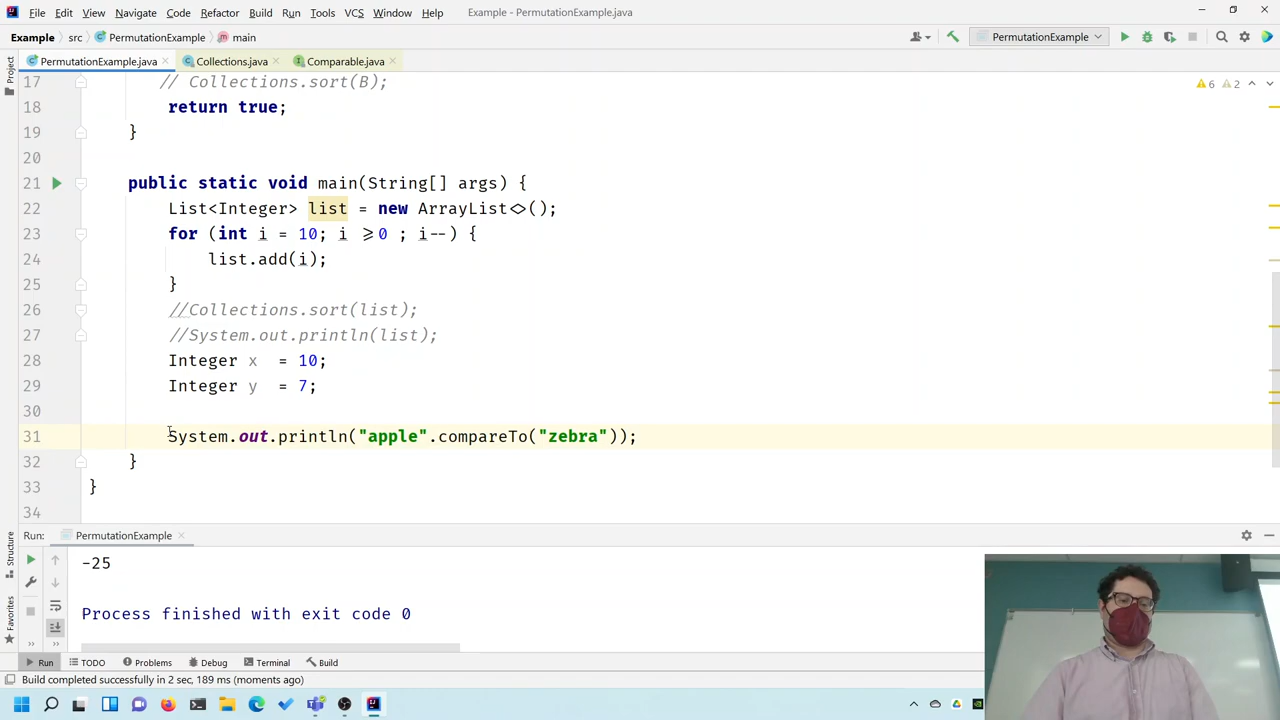 File Edit View Navigate Code Refactor Build Run Tools VCS Window Help Example - PermutationExample.java
Example src PermutationExample main PermutationExample
PermutationExample.java Collections.java Comparable.java
Project
6 2
17 // Collections.sort(B);
18 return true;
19 }
20
21 public static void main(String[] args) {
22 List<Integer> list = new ArrayList<>();
23 for (int i = 10; i >=0 ; i--) {
24 list.add(i);
25 }
26 //Collections.sort(list);
27 //System.out.println(list);
28 Integer x = 10;
29 Integer y = 7;
30
31 System.out.println("apple".compareTo("zebra"));
32 }
33 }
34
Run: PermutationExample
-25
Process finished with exit code 0
Structure
Favorites
Run TODO Problems Debug Terminal Build
Build completed successfully in 2 sec, 189 ms (moments ago)